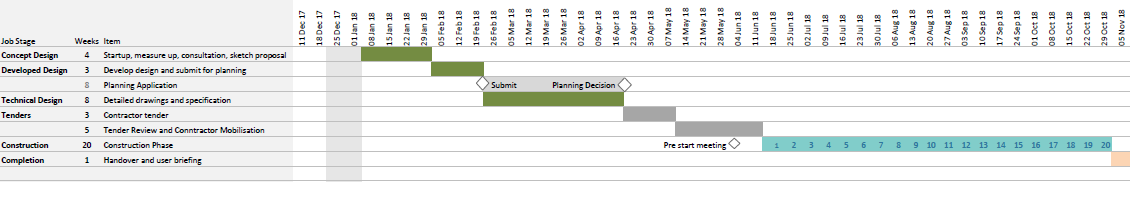 Job Stage Weeks Item 11 Dec 17 18 Dec 17 25 Dec 17 01 Jan 18 08 Jan 18 15 Jan 18 22 Jan 18 29 Jan 18 05 Feb 18 12 Feb 18 19 Feb 18 26 Feb 18 05 Mar 18 12 Mar 18 19 Mar 18 26 Mar 18 02 Apr 18 09 Apr 18 16 Apr 18 23 Apr 18 30 Apr 18 07 May 18 14 May 18 21 May 18 28 May 18 04 Jun 18 11 Jun 18 18 Jun 18 25 Jun 18 02 Jul 18 09 Jul 18 16 Jul 18 23 Jul 18 30 Jul 18 06 Aug 18 13 Aug 18 20 Aug 18 27 Aug 18 03 Sep 18 10 Sep 18 17 Sep 18 24 Sep 18 01 Oct 18 08 Oct 18 15 Oct 18 22 Oct 18 29 Oct 18 05 Nov 18
Concept Design 4 Startup, measure up, consultation, sketch proposal
Developed Design 3 Develop design and submit for planning
8 Planning Application Submit Planning Decision
Technical Design 8 Detailed drawings and specification
Tenders 3 Contractor tender
5 Tender Review and Conntractor Mobilisation
Construction 20 Construction Phase Pre start meeting 1 2 3 4 5 6 7 8 9 10 11 12 13 14 15 16 17 18 19 20
Completion 1 Handover and user briefing